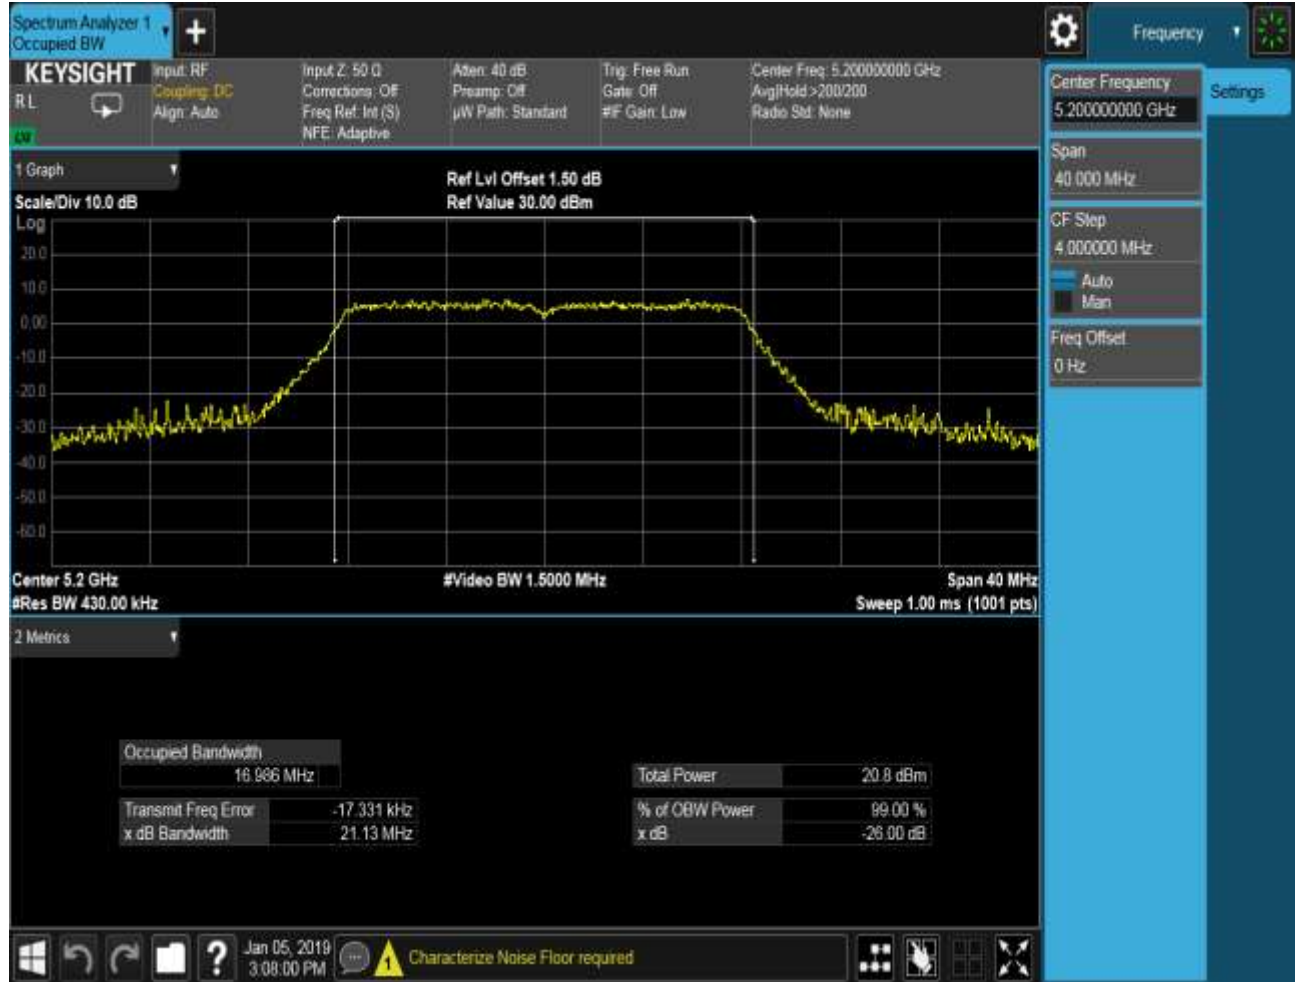 Spectrum Analyzer 1
Occupied BW
+
Frequency
KEYSIGHT
RL
LXI
Input: RF
Coupling: DC
Align: Auto
Input Z: 50 Ω
Corrections: Off
Freq Ref: Int (S)
NFE: Adaptive
Atten: 40 dB
Preamp: Off
µW Path: Standard
Trig: Free Run
Gate: Off
#IF Gain: Low
Center Freq: 5.200000000 GHz
Avg|Hold:>200/200
Radio Std: None
Center Frequency
5.200000000 GHz
Settings
Span
40.000 MHz
CF Step
4.000000 MHz
Auto
Man
Freq Offset
0 Hz
1 Graph
Scale/Div 10.0 dB
Ref Lvl Offset 1.50 dB
Ref Value 30.00 dBm
Log
20.0
10.0
0.00
-10.0
-20.0
-30.0
-40.0
-50.0
-60.0
Center 5.2 GHz
#Video BW 1.5000 MHz
Span 40 MHz
#Res BW 430.00 kHz
Sweep 1.00 ms (1001 pts)
2 Metrics
Occupied Bandwidth
16.986 MHz
Transmit Freq Error -17.331 kHz
x dB Bandwidth 21.13 MHz
Total Power 20.8 dBm
% of OBW Power 99.00 %
x dB -26.00 dB
?
Jan 05, 2019
3:08:00 PM
1
Characterize Noise Floor required